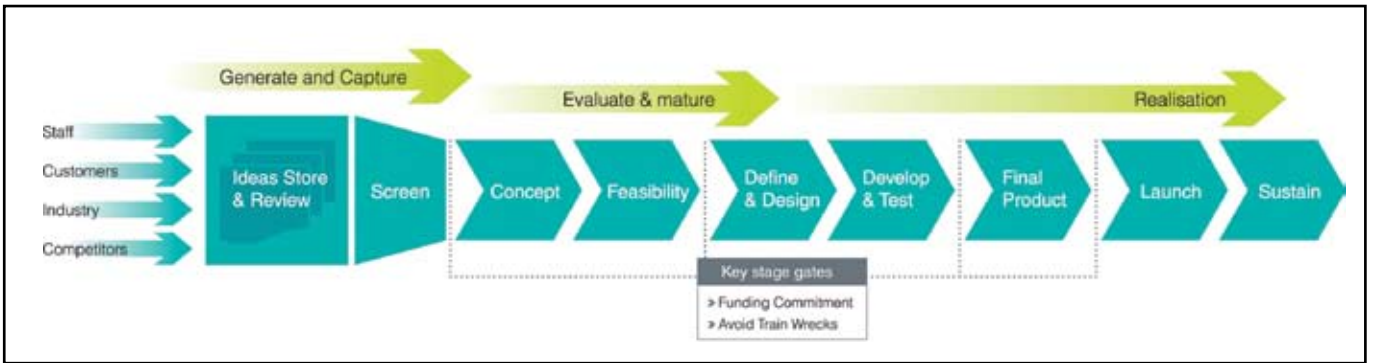 Generate and Capture
Evaluate & mature
Realisation
Staff
Customers
Industry
Competitors
Ideas Store
& Review
Screen
Concept
Feasibility
Define
& Design
Develop
& Test
Final
Product
Launch
Sustain
Key stage gates
» Funding Commitment
» Avoid Train Wrecks